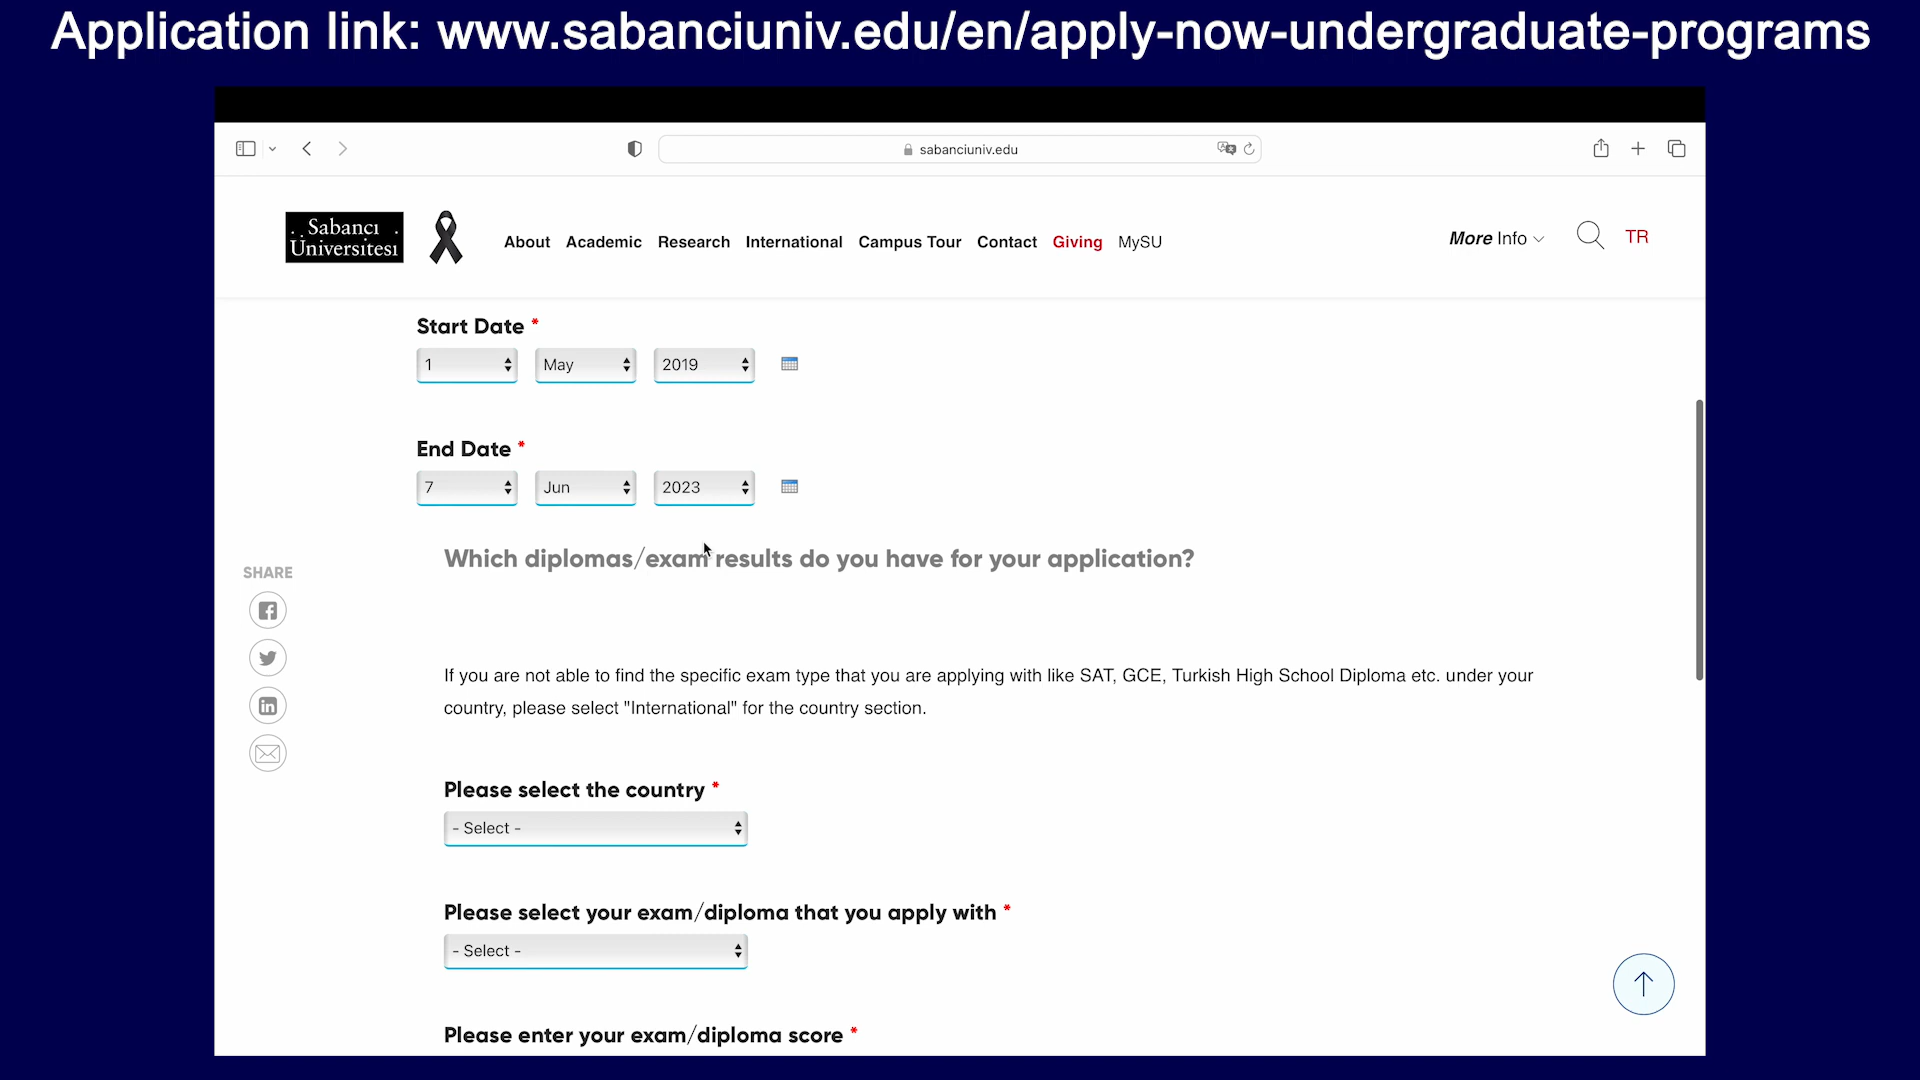 Application link: www.sabanciuniv.edu/en/apply-now-undergraduate-programs
sabanciuniv.edu
Sabancı
Universitesi
About Academic Research International Campus Tour Contact Giving MySU
More Info
TR
Start Date *
1 May 2019
End Date *
7 Jun 2023
Which diplomas/exam results do you have for your application?
SHARE
If you are not able to find the specific exam type that you are applying with like SAT, GCE, Turkish High School Diploma etc. under your
country, please select "International" for the country section.
Please select the country *
- Select -
Please select your exam/diploma that you apply with *
- Select -
Please enter your exam/diploma score *